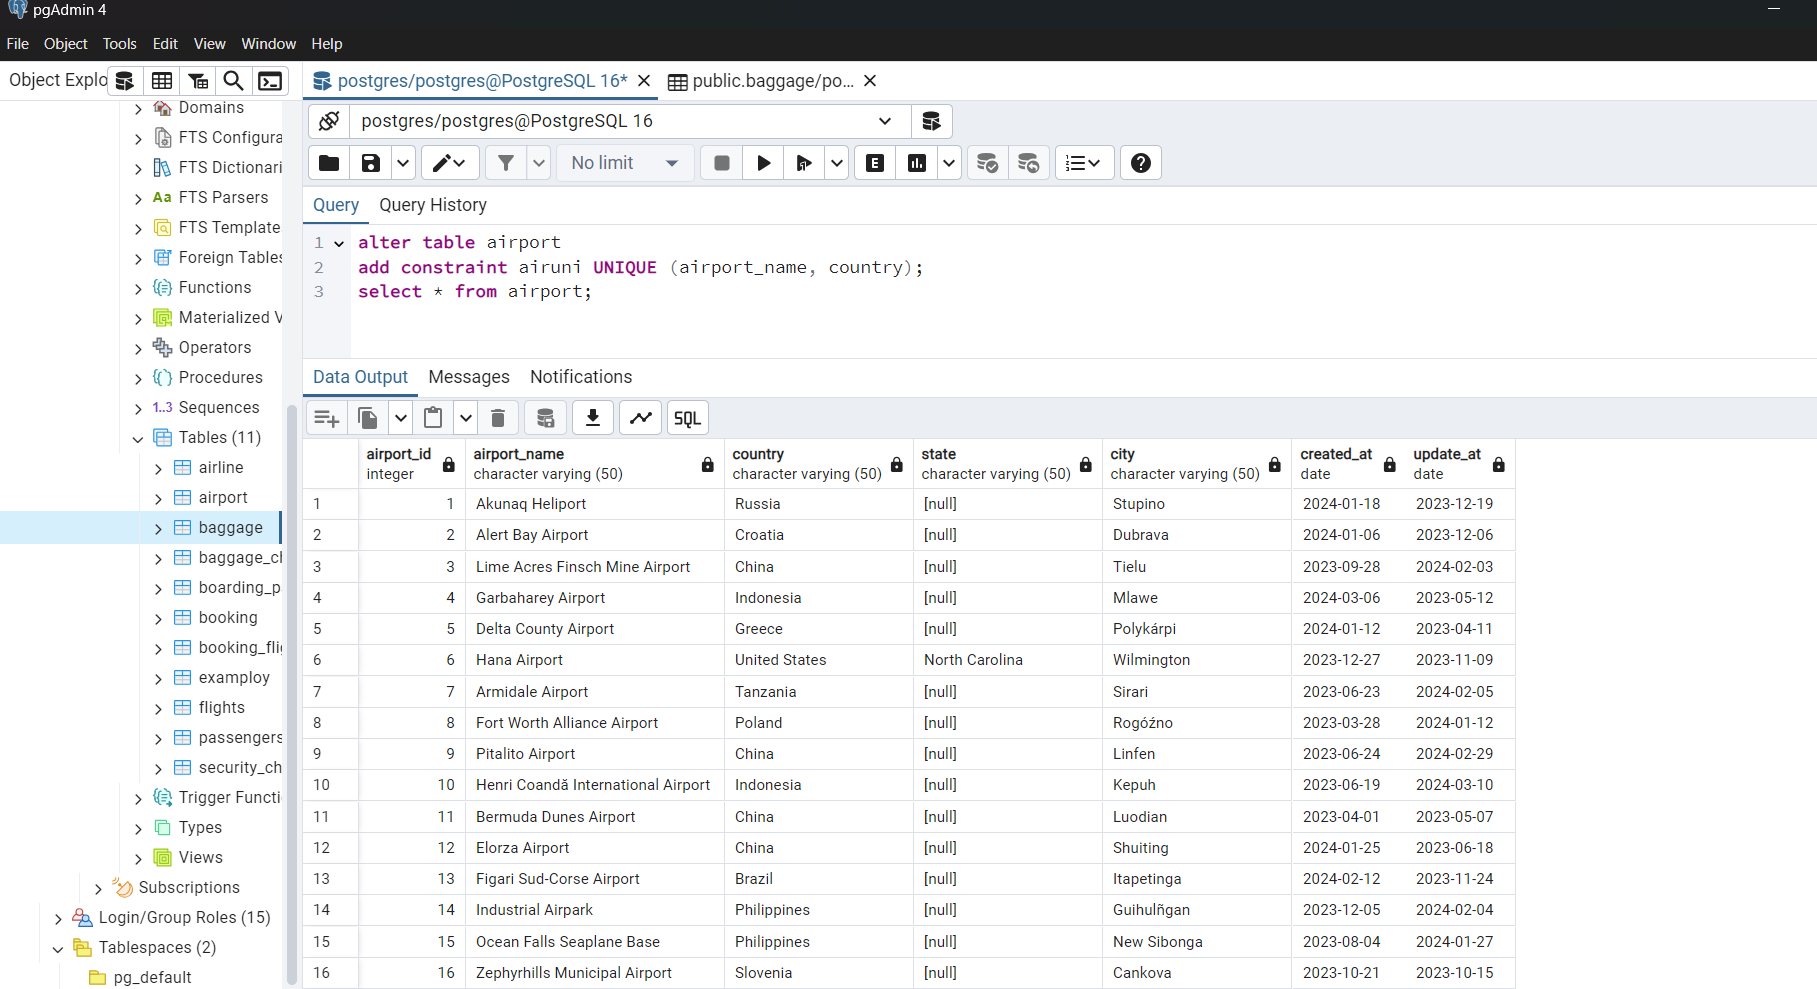 pgAdmin 4
File Object Tools Edit View Window Help
Object Explo
postgres/postgres@PostgreSQL 16*
public.baggage/po...
postgres/postgres@PostgreSQL 16
No limit
E
Query Query History
1 alter table airport
2 add constraint airuni UNIQUE (airport_name, country);
3 select * from airport;
Data Output Messages Notifications
SQL
Domains
FTS Configura
FTS Dictionari
Aa FTS Parsers
FTS Template
Foreign Tables
Functions
Materialized V
Operators
Procedures
1..3 Sequences
Tables (11)
airline
airport
baggage
baggage_ch
boarding_p
booking
booking_fli
examploy
flights
passengers
security_ch
Trigger Functi
Types
Views
Subscriptions
Login/Group Roles (15)
Tablespaces (2)
pg_default
airport_id airport_name country state city created_at update_at
integer character varying (50) character varying (50) character varying (50) character varying (50) date date
1 1 Akunaq Heliport Russia [null] Stupino 2024-01-18 2023-12-19
2 2 Alert Bay Airport Croatia [null] Dubrava 2024-01-06 2023-12-06
3 3 Lime Acres Finsch Mine Airport China [null] Tielu 2023-09-28 2024-02-03
4 4 Garbaharey Airport Indonesia [null] Mlawe 2024-03-06 2023-05-12
5 5 Delta County Airport Greece [null] Polykárpi 2024-01-12 2023-04-11
6 6 Hana Airport United States North Carolina Wilmington 2023-12-27 2023-11-09
7 7 Armidale Airport Tanzania [null] Sirari 2023-06-23 2024-02-05
8 8 Fort Worth Alliance Airport Poland [null] Rogóźno 2023-03-28 2024-01-12
9 9 Pitalito Airport China [null] Linfen 2023-06-24 2024-02-29
10 10 Henri Coandă International Airport Indonesia [null] Kepuh 2023-06-19 2024-03-10
11 11 Bermuda Dunes Airport China [null] Luodian 2023-04-01 2023-05-07
12 12 Elorza Airport China [null] Shuiting 2024-01-25 2023-06-18
13 13 Figari Sud-Corse Airport Brazil [null] Itapetinga 2024-02-12 2023-11-24
14 14 Industrial Airpark Philippines [null] Guihulñgan 2023-12-05 2024-02-04
15 15 Ocean Falls Seaplane Base Philippines [null] New Sibonga 2023-08-04 2024-01-27
16 16 Zephyrhills Municipal Airport Slovenia [null] Cankova 2023-10-21 2023-10-15